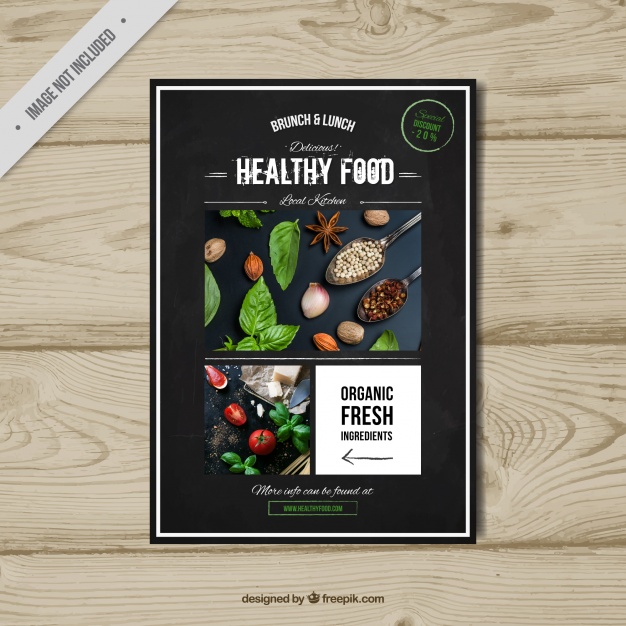 IMAGE NOT INCLUDED
BRUNCH & LUNCH
Special
DISCOUNT
20%
Delicious!
HEALTHY FOOD
Local Kitchen
ORGANIC
FRESH
INGREDIENTS
More info can be found at
WWW.HEALTHYFOOD.COM
designed by freepik.com